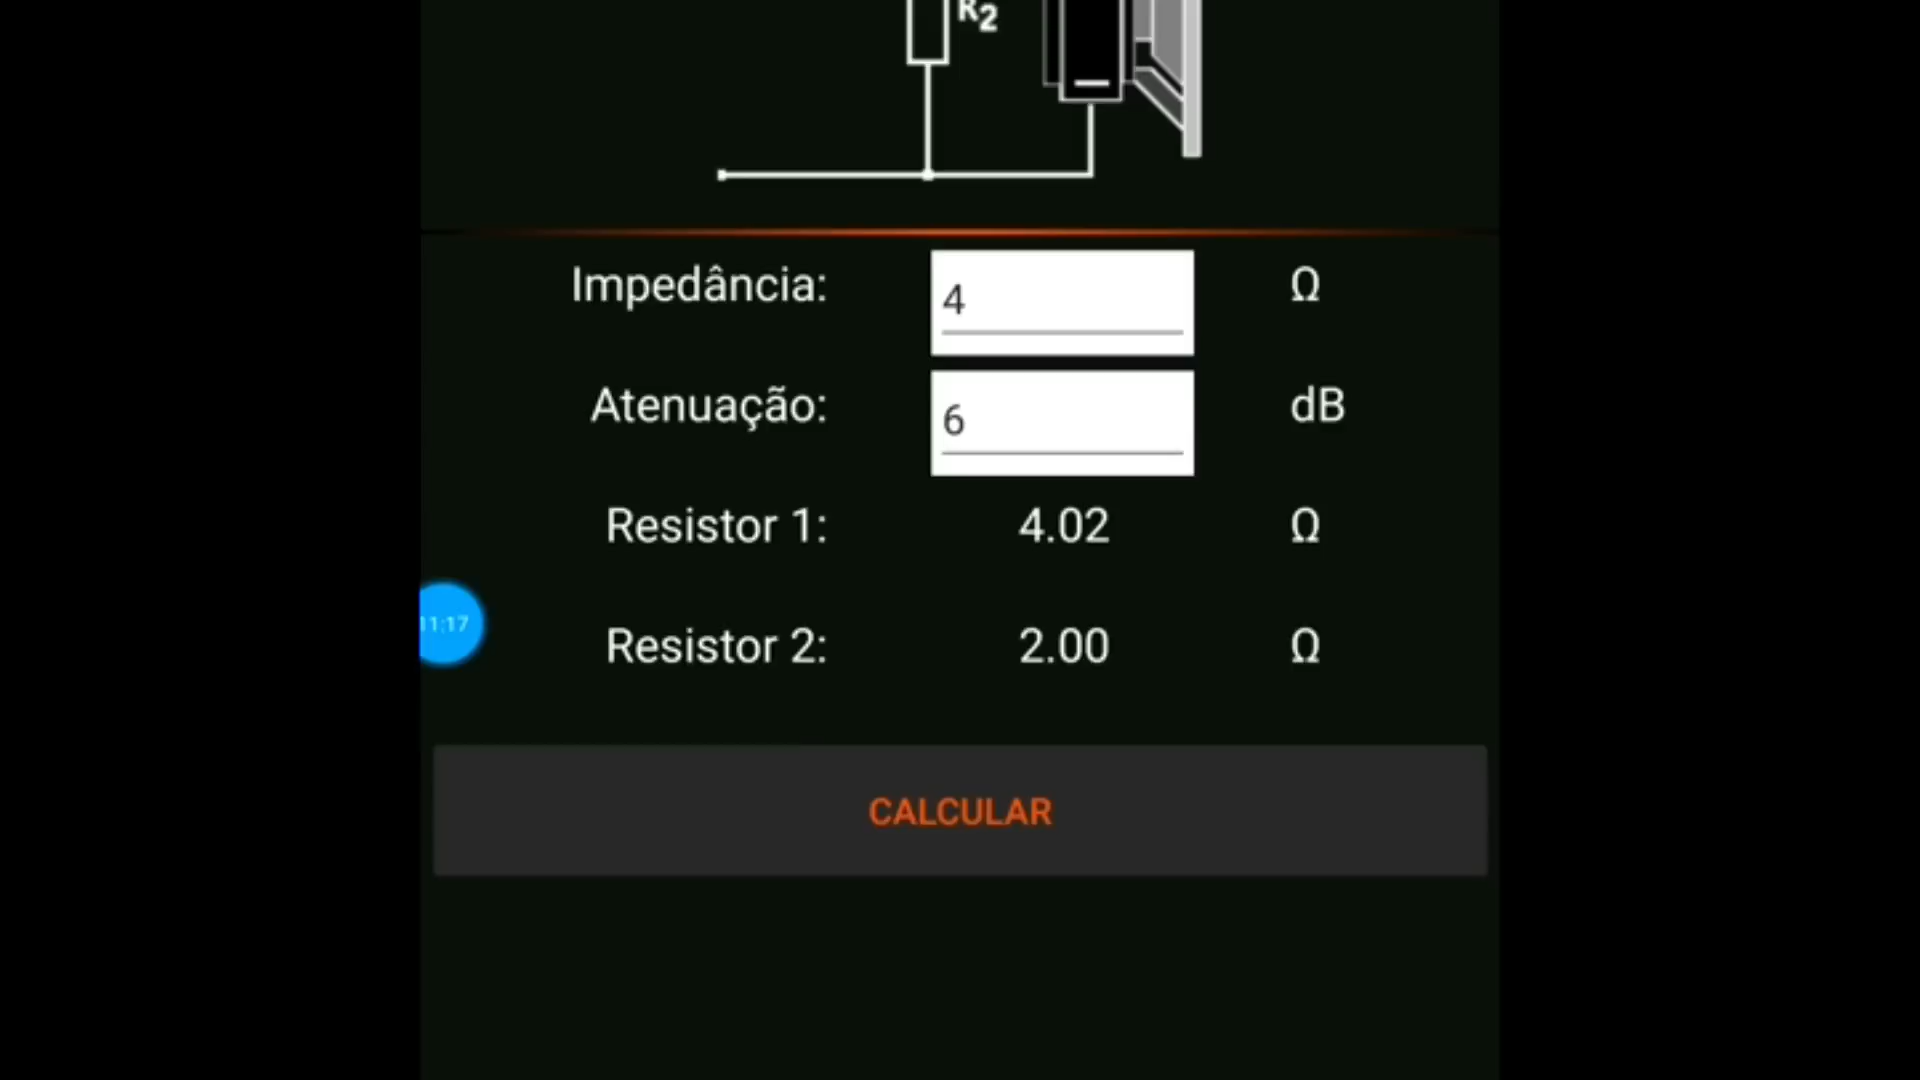 R2
Impedância: 4 Ω
Atenuação: 6 dB
Resistor 1: 4.02 Ω
11:17
Resistor 2: 2.00 Ω
CALCULAR